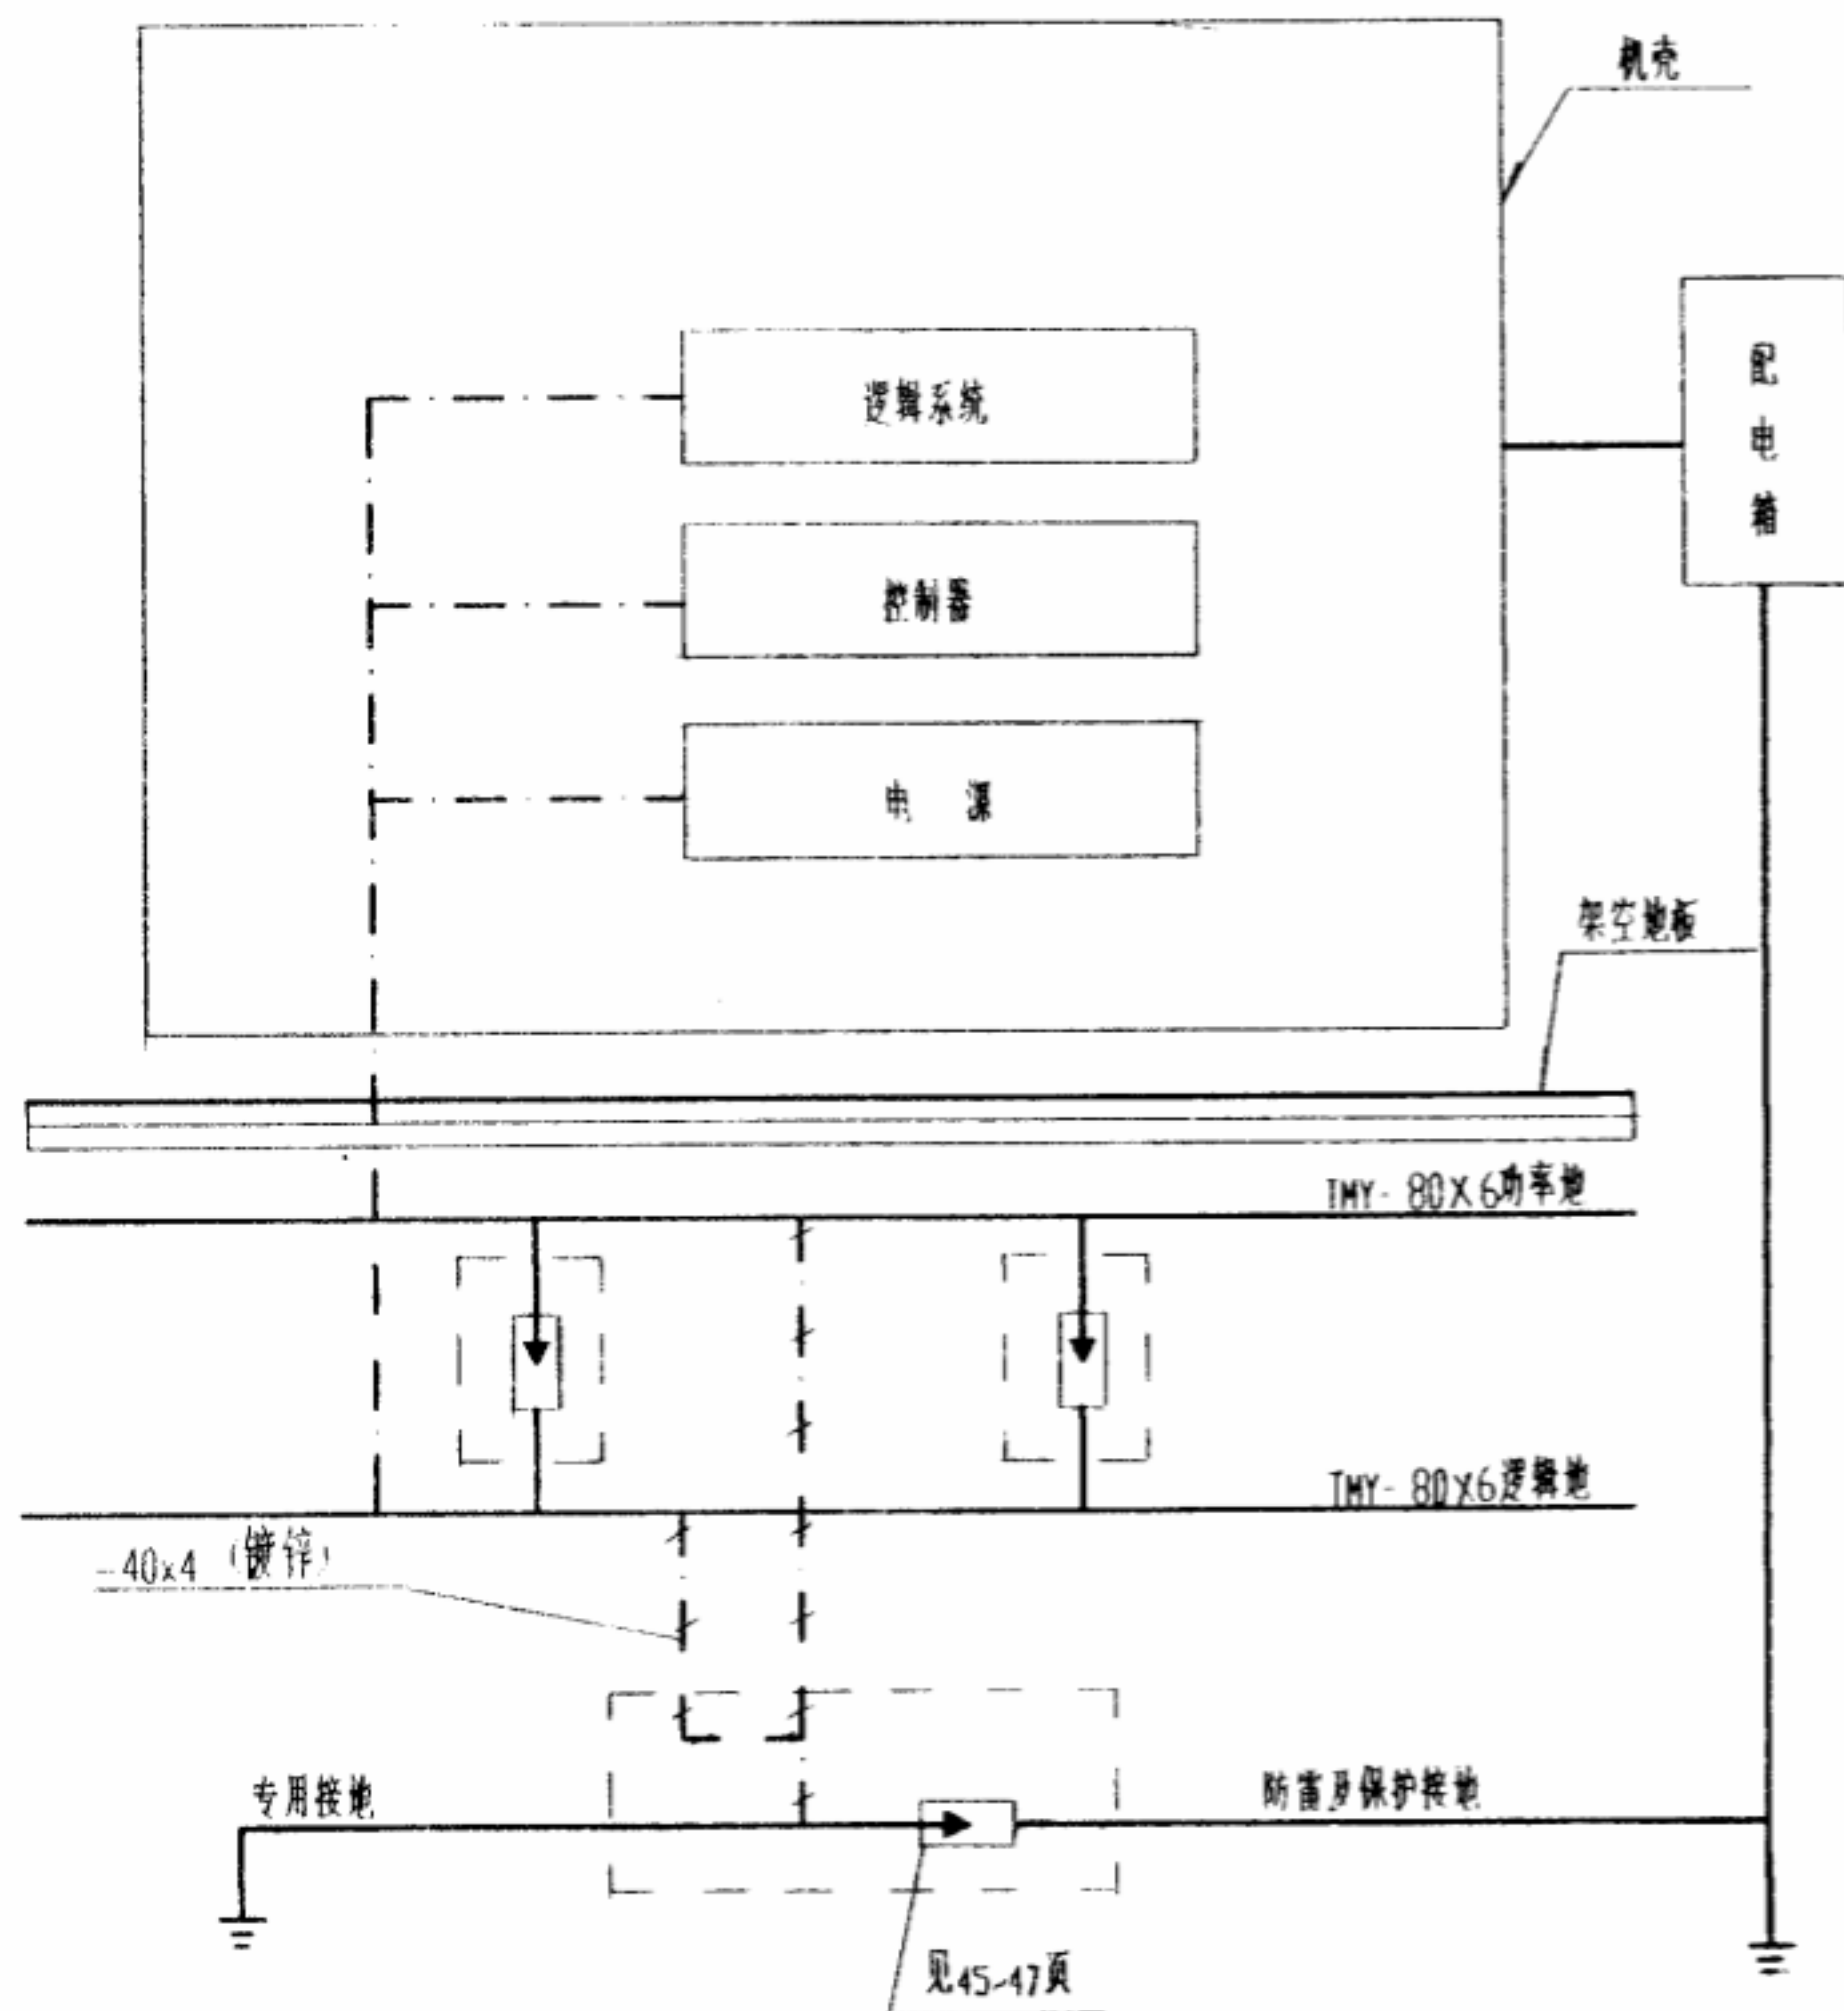 机壳
配电箱
逻辑系统
控制器
电 源
架空地板
TMY-80X6功率地
TMY-80X6逻辑地
-40x4（镀锌）
专用接地
防雷及保护接地
见45-47页